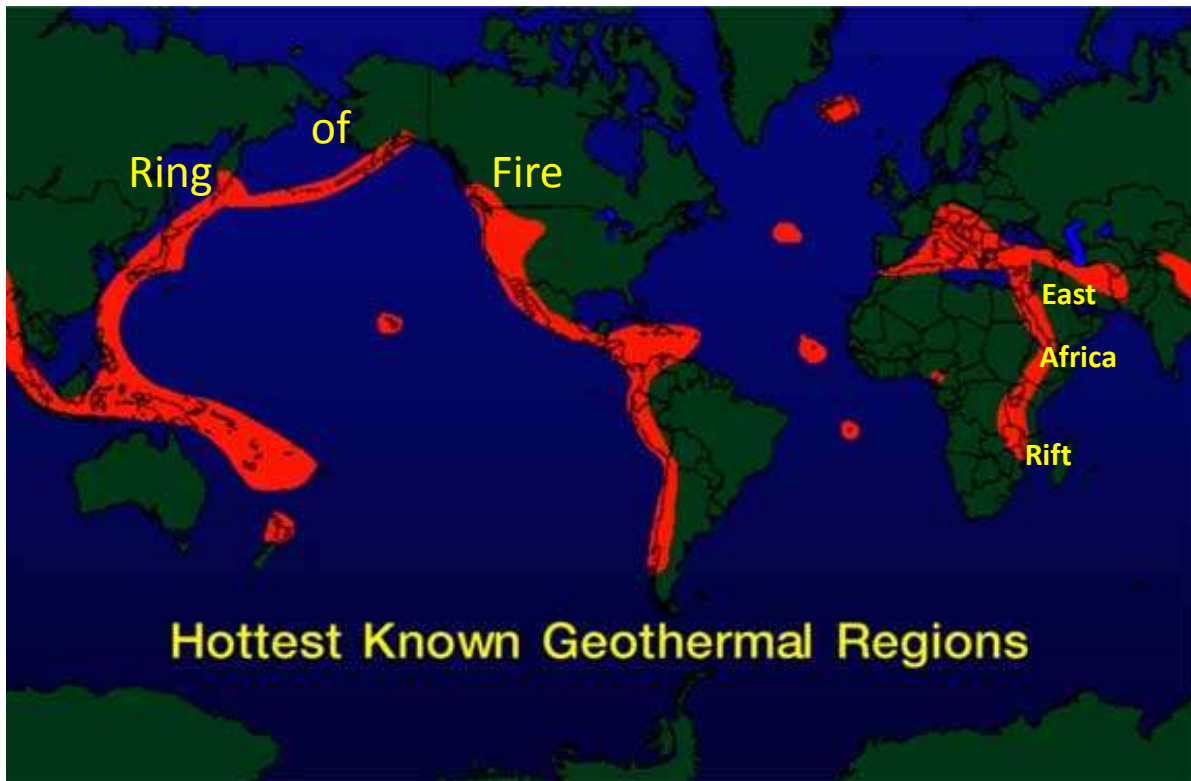 Ring of Fire
East
Africa
Rift
Hottest Known Geothermal Regions